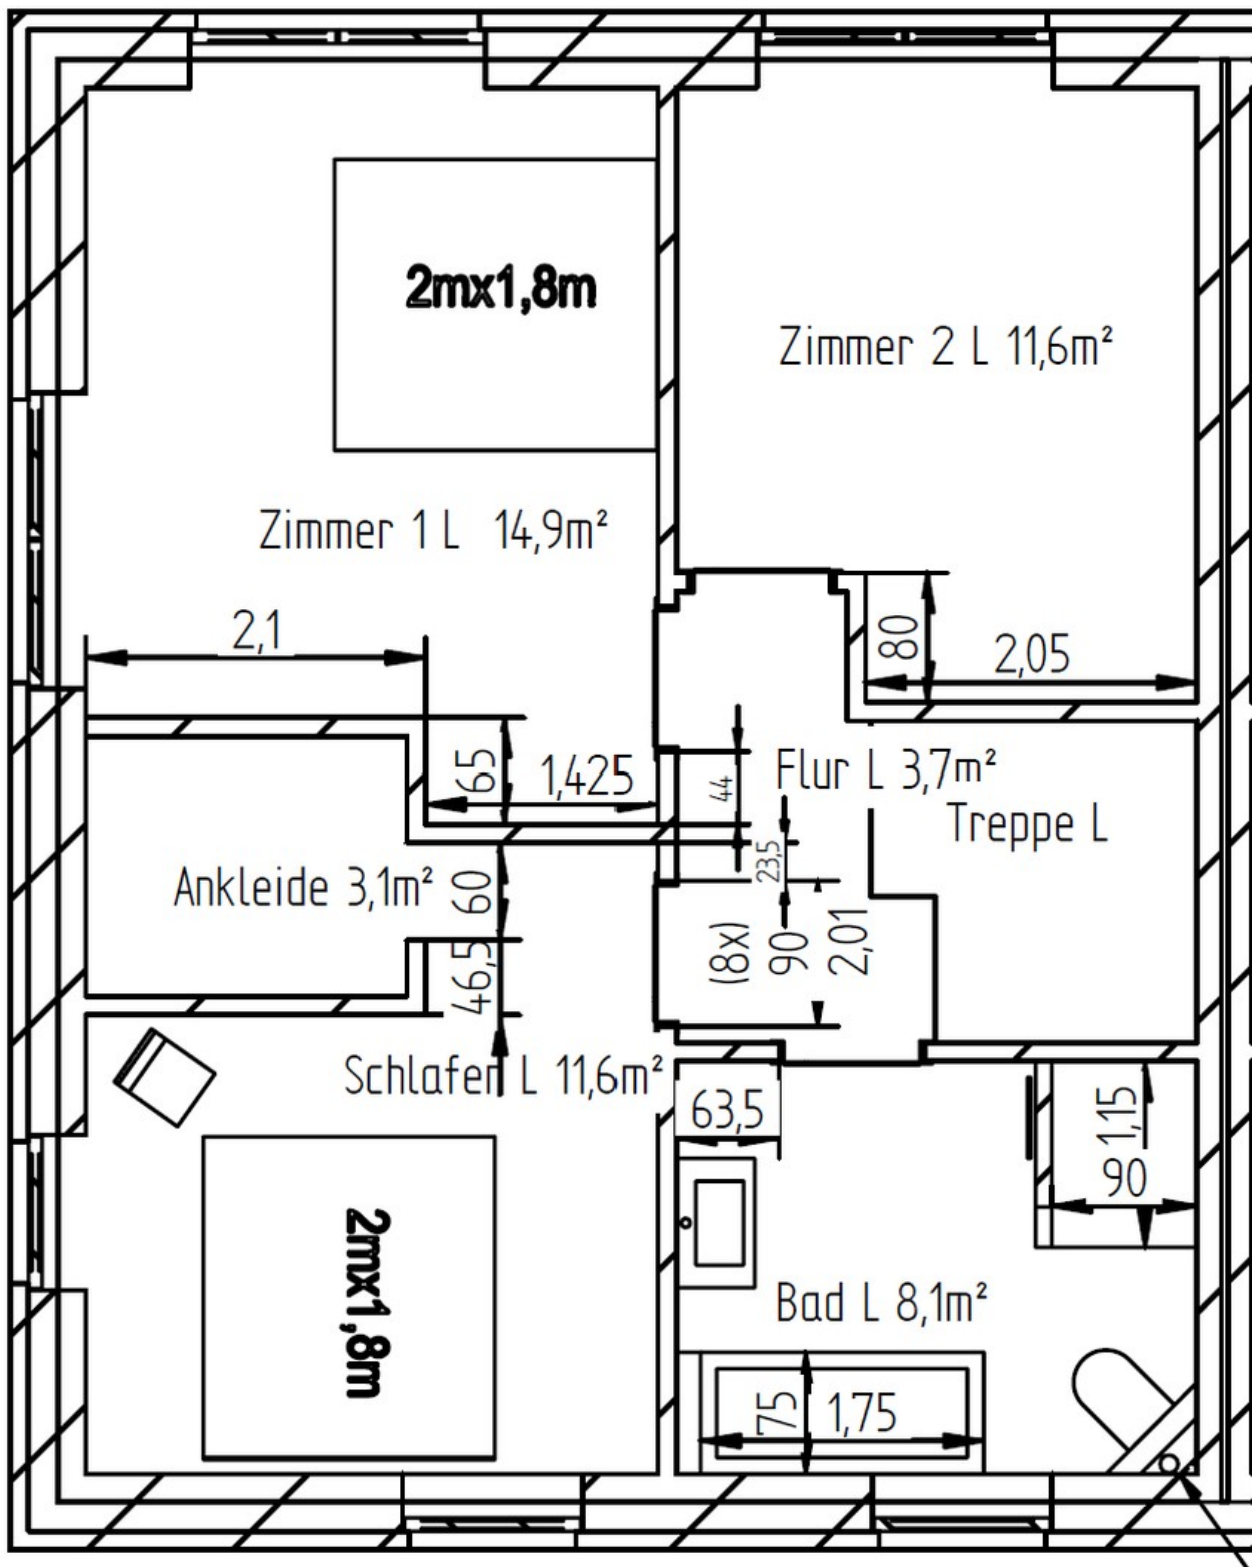 2mx1,8m
Zimmer 2 L 11,6m²
Zimmer 1 L 14,9m²
2,1
80
2,05
65
1,425
44
Flur L 3,7m²
Treppe L
23,5
Ankleide 3,1m²
60
46,5
(8x)
90
2,01
Schlafen L 11,6m²
63,5
1,15
90
2mx1,8m
Bad L 8,1m²
75
1,75